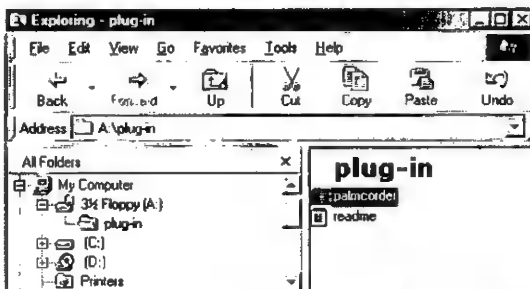 Exploring - plug-in
File Edit View Go Favorites Tools Help
Back Forward Up Cut Copy Paste Undo
Address A:\plug-in
All Folders
My Computer
3½ Floppy (A:)
plug-in
(C:)
(D:)
Printers
plug-in
palmcorder
readme